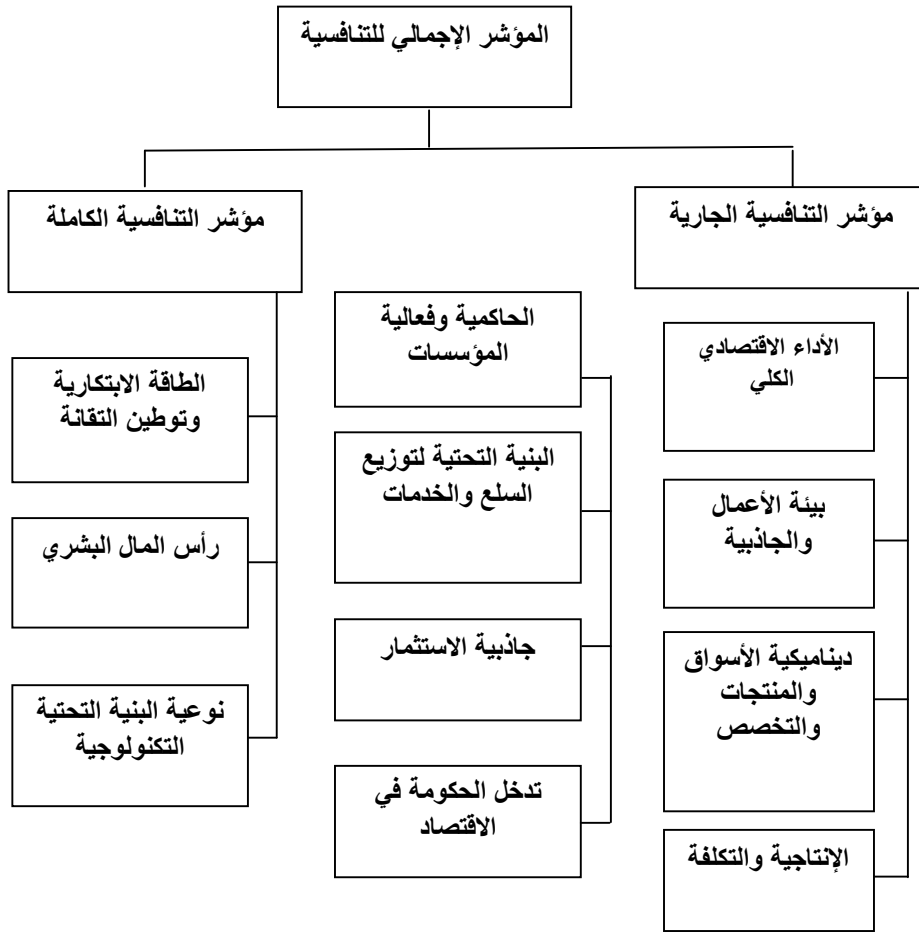 المؤشر الإجمالي للتنافسية
مؤشر التنافسية الجارية
مؤشر التنافسية الكاملة
الأداء الاقتصادي
الكلي
بيئة الأعمال
والجاذبية
ديناميكية الأسواق
والمنتجات
والتخصص
الإنتاجية والتكلفة
الحاكمية وفعالية
المؤسسات
البنية التحتية لتوزيع
السلع والخدمات
جاذبية الاستثمار
تدخل الحكومة في
الاقتصاد
الطاقة الابتكارية
وتوطين التقانة
رأس المال البشري
نوعية البنية التحتية
التكنولوجية